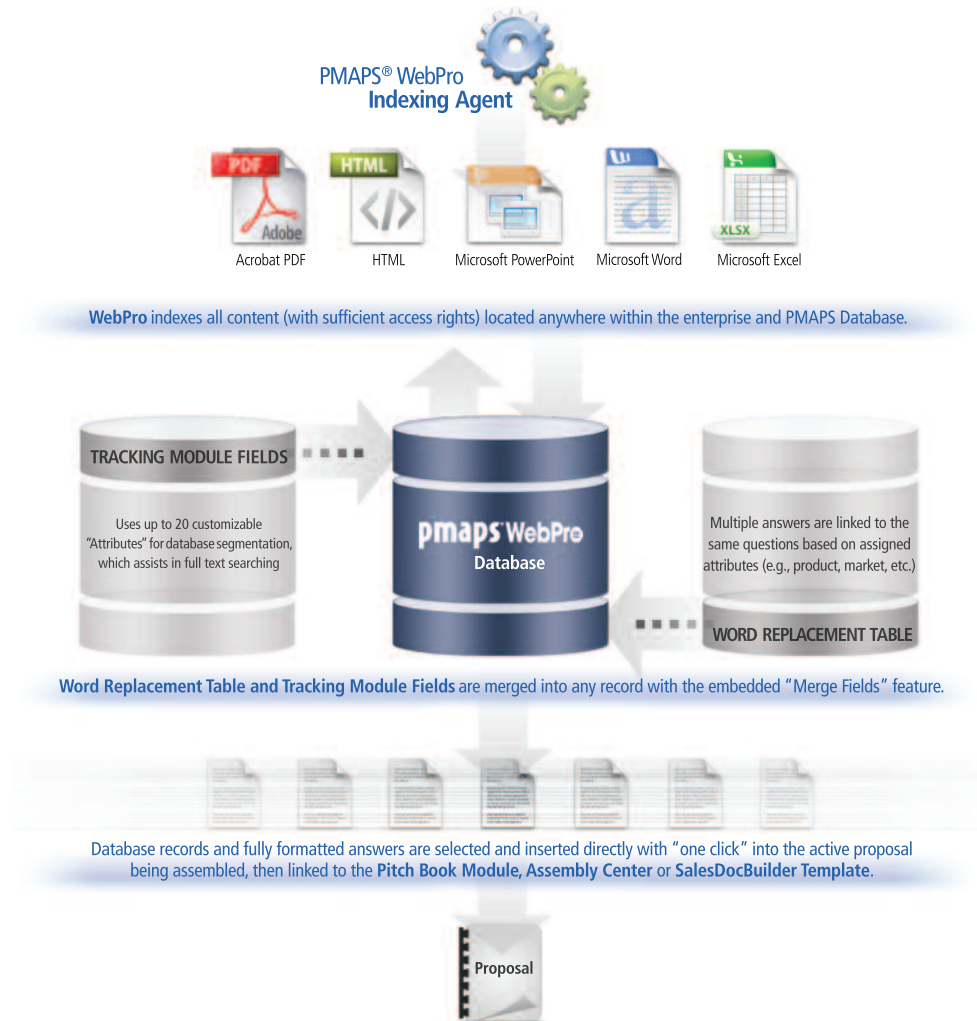 PMAPS® WebPro
Indexing Agent
PDF
Adobe
HTML
</>
W
a
X
XLSX
Acrobat PDF
HTML
Microsoft PowerPoint
Microsoft Word
Microsoft Excel
WebPro indexes all content (with sufficient access rights) located anywhere within the enterprise and PMAPS Database.
TRACKING MODULE FIELDS
Uses up to 20 customizable
“Attributes” for database segmentation,
which assists in full text searching
pmaps WebPro
Database
Multiple answers are linked to the
same questions based on assigned
attributes (e.g., product, market, etc.)
WORD REPLACEMENT TABLE
Word Replacement Table and Tracking Module Fields are merged into any record with the embedded “Merge Fields” feature.
Database records and fully formatted answers are selected and inserted directly with “one click” into the active proposal
being assembled, then linked to the Pitch Book Module, Assembly Center or SalesDocBuilder Template.
Proposal